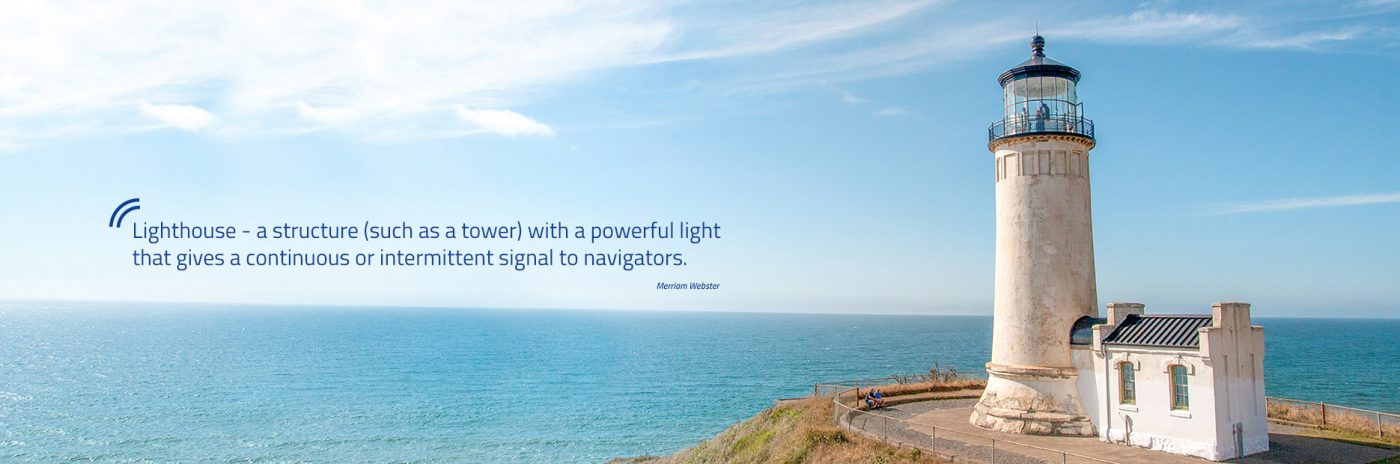 Lighthouse - a structure (such as a tower) with a powerful light
that gives a continuous or intermittent signal to navigators.
Merriam Webster